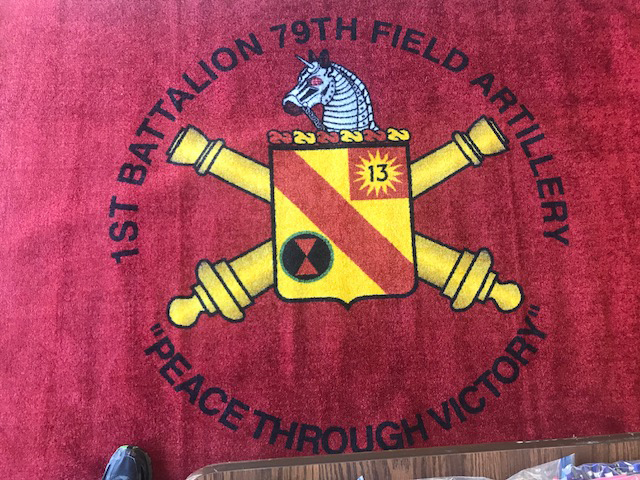 1ST BATTALION 79TH FIELD ARTILLERY
13
"PEACE THROUGH VICTORY"